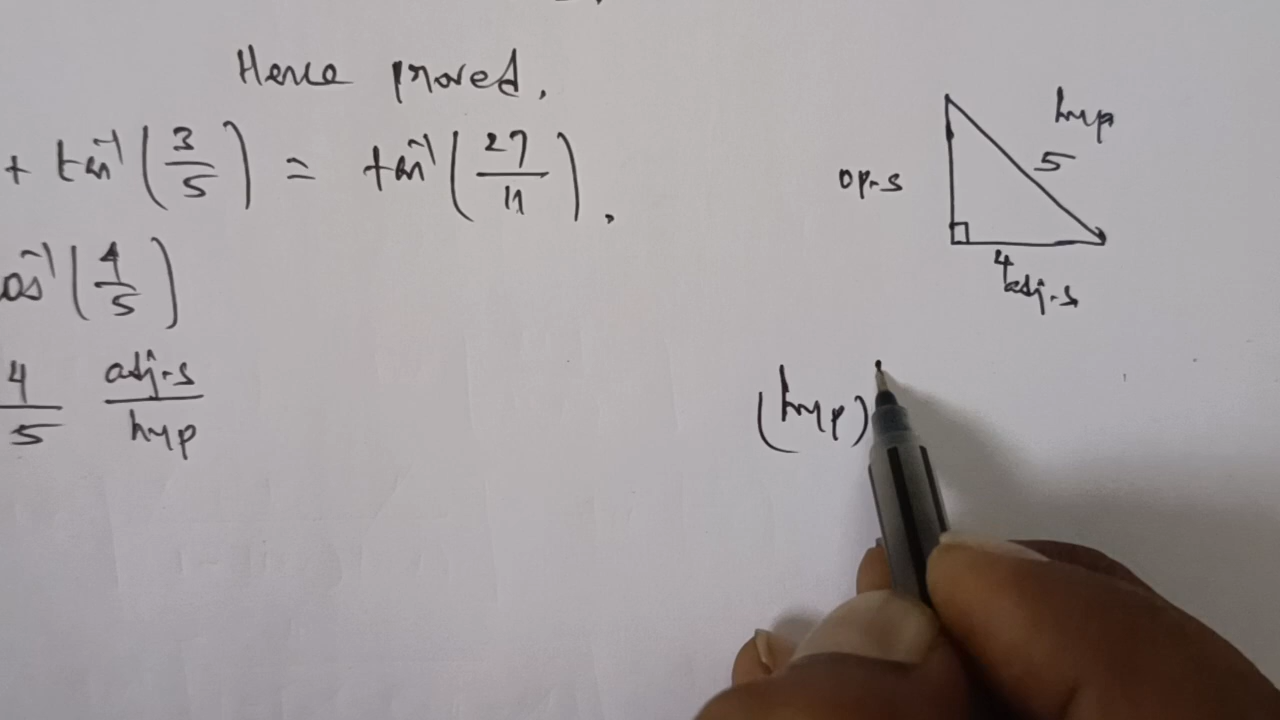 Hence proved.
+ tan⁻¹(3/5) = tan⁻¹(27/11).
os⁻¹(4/5)
4/5 adj-s/hyp
hyp
5
op-s
4
adj-s
(hyp)